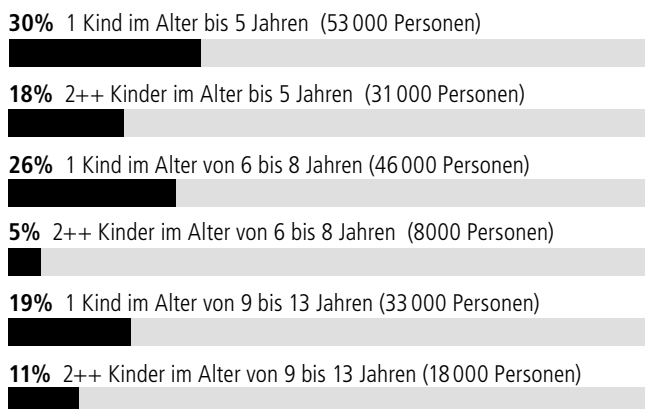 30% 1 Kind im Alter bis 5 Jahren (53 000 Personen)
18% 2++ Kinder im Alter bis 5 Jahren (31 000 Personen)
26% 1 Kind im Alter von 6 bis 8 Jahren (46 000 Personen)
5% 2++ Kinder im Alter von 6 bis 8 Jahren (8000 Personen)
19% 1 Kind im Alter von 9 bis 13 Jahren (33 000 Personen)
11% 2++ Kinder im Alter von 9 bis 13 Jahren (18 000 Personen)